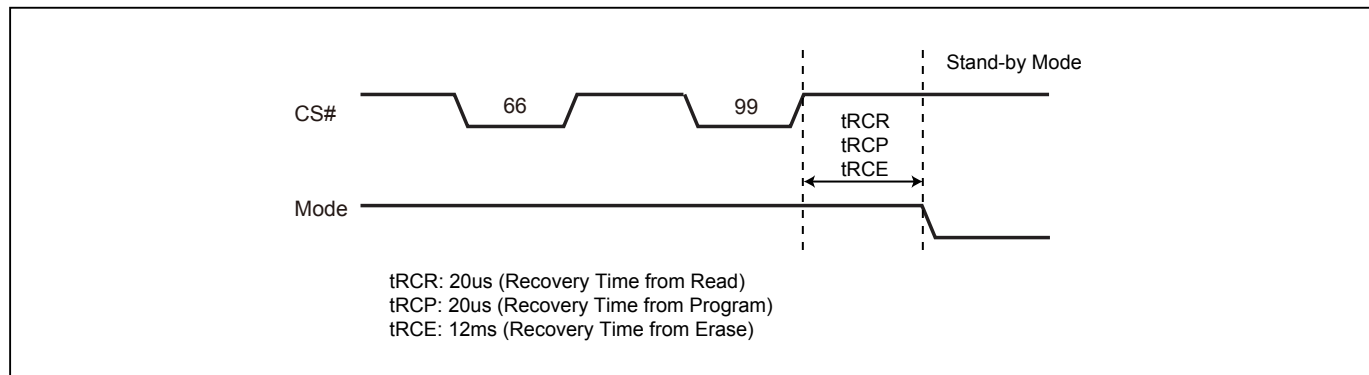 Stand-by Mode
CS#
66
99
tRCR
tRCP
tRCE
Mode
tRCR: 20us (Recovery Time from Read)
tRCP: 20us (Recovery Time from Program)
tRCE: 12ms (Recovery Time from Erase)